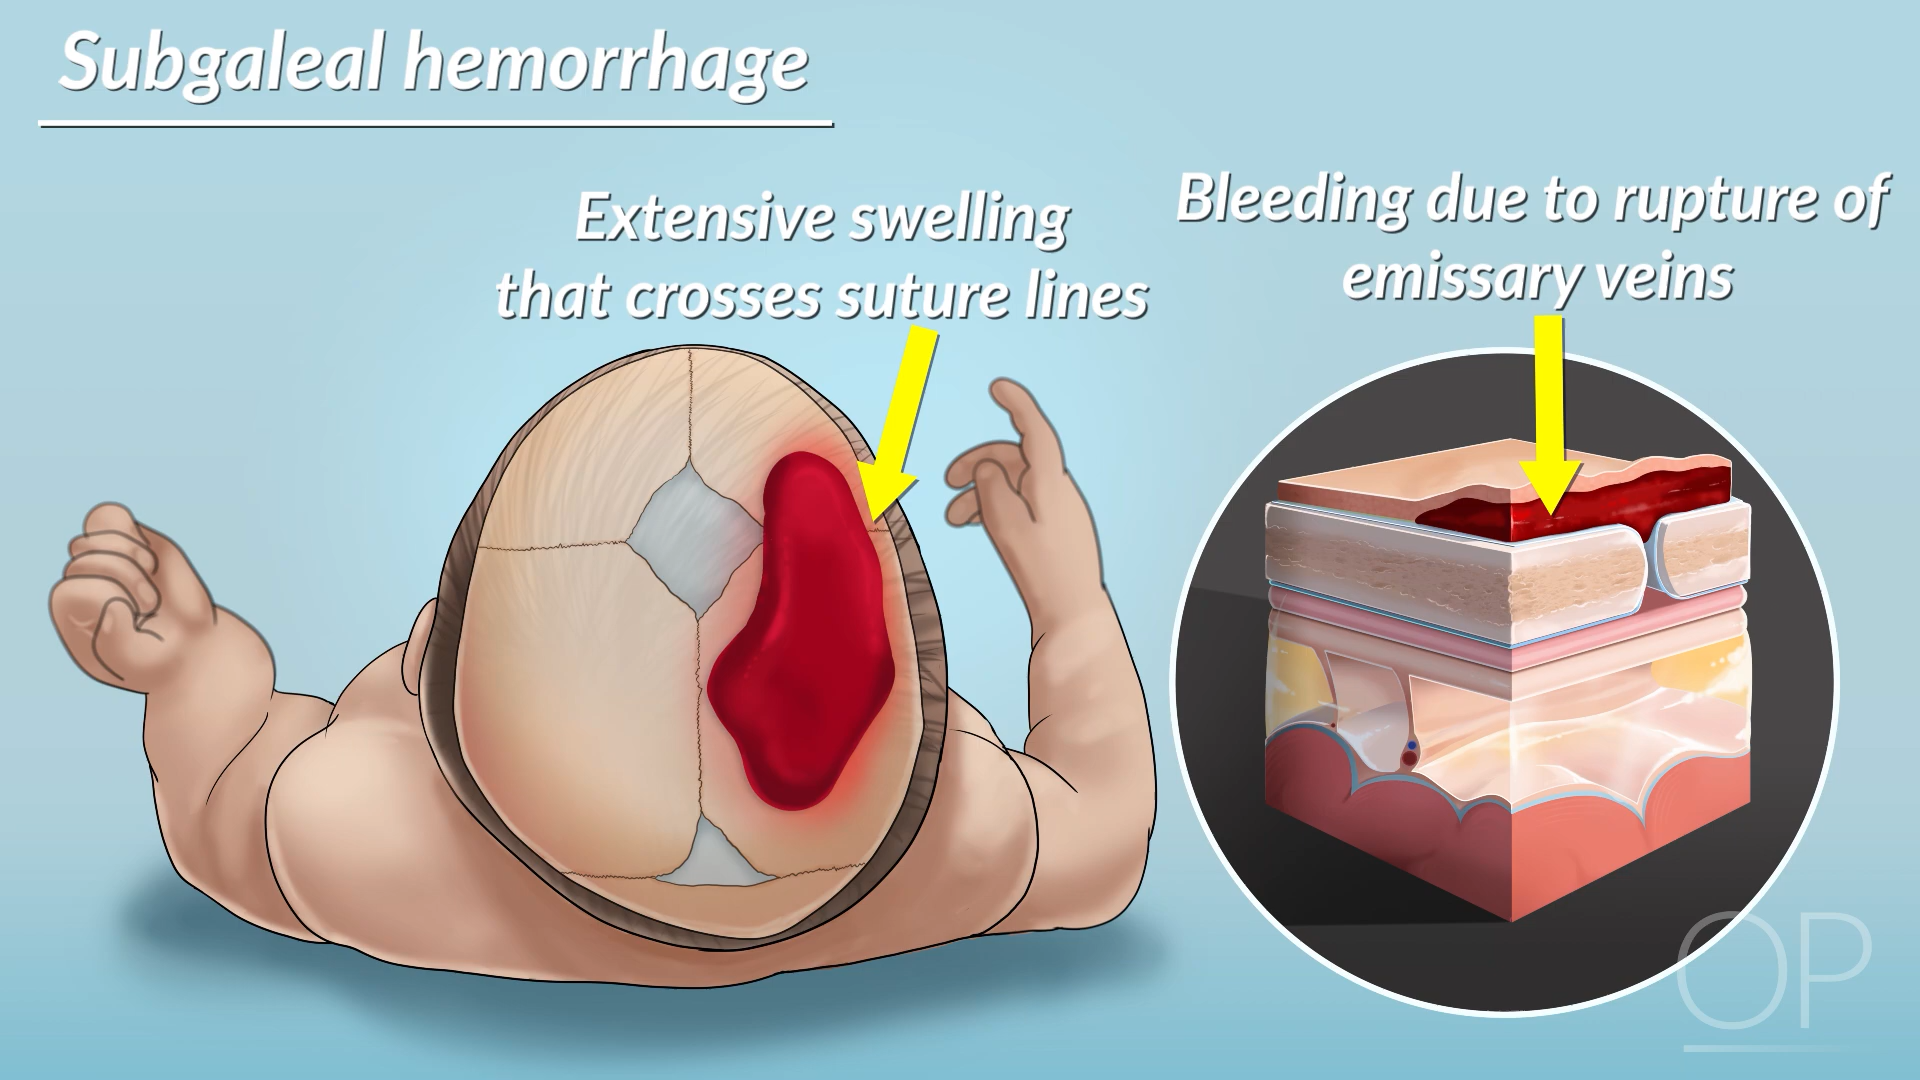 Subgaleal hemorrhage
Extensive swelling
that crosses suture lines
Bleeding due to rupture of
emissary veins
OP